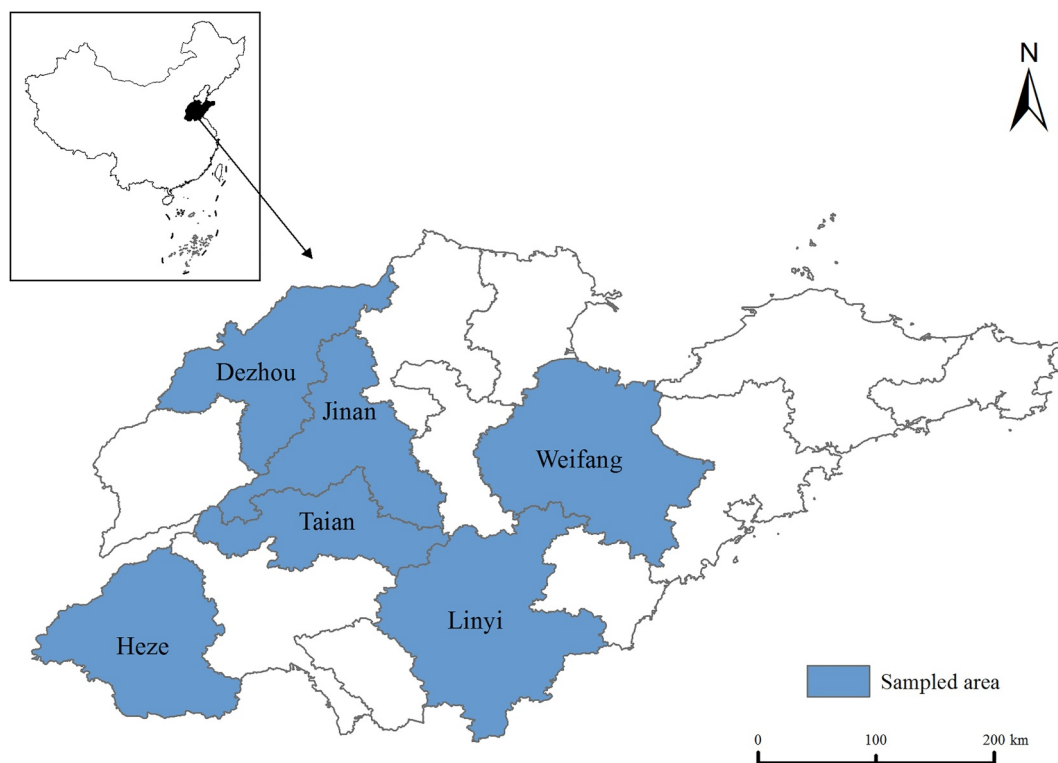 N
Dezhou
Jinan
Weifang
Taian
Linyi
Heze
Sampled area
0 100 200 km